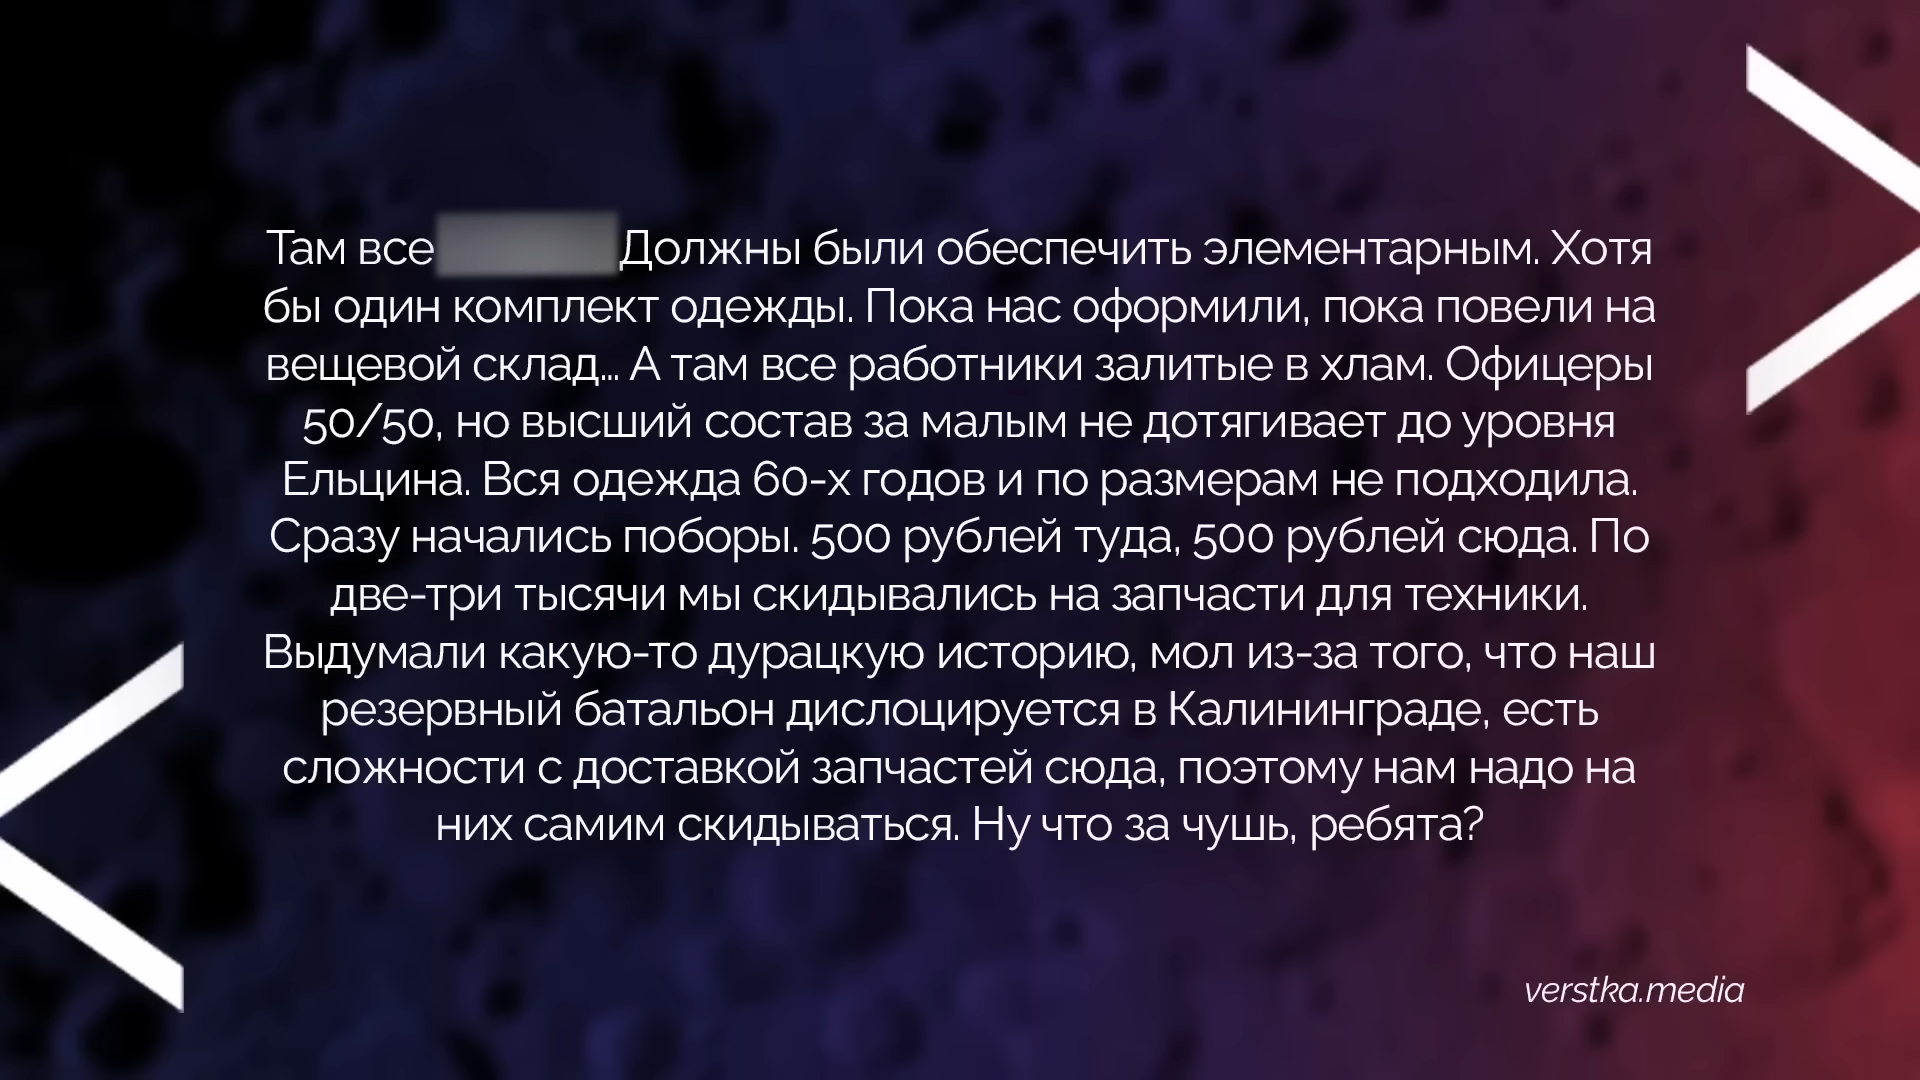 Там все Должны были обеспечить элементарным. Хотя
бы один комплект одежды. Пока нас оформили, пока повели на
вещевой склад... А там все работники залитые в хлам. Офицеры
50/50, но высший состав за малым не дотягивает до уровня
Ельцина. Вся одежда 60-х годов и по размерам не подходила.
Сразу начались поборы. 500 рублей туда, 500 рублей сюда. По
две-три тысячи мы скидывались на запчасти для техники.
Выдумали какую-то дурацкую историю, мол из-за того, что наш
резервный батальон дислоцируется в Калининграде, есть
сложности с доставкой запчастей сюда, поэтому нам надо на
них самим скидываться. Ну что за чушь, ребята?
verstka.media